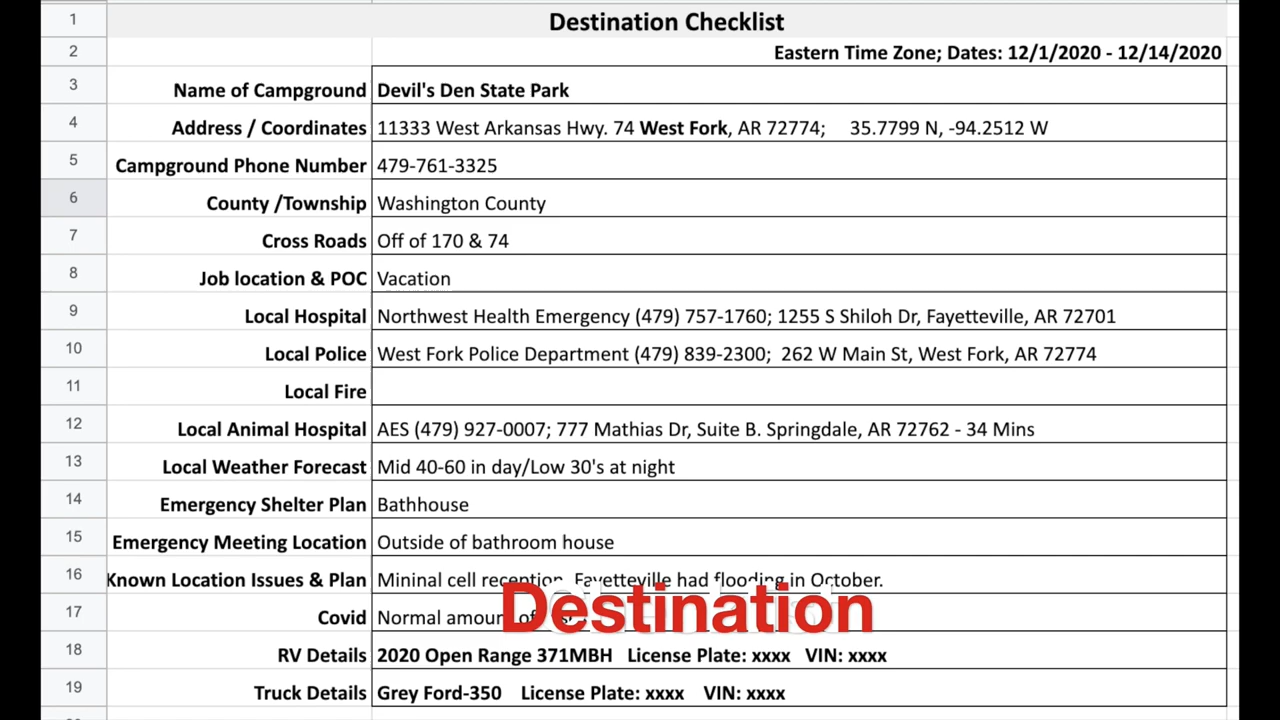 1 Destination Checklist
2 Eastern Time Zone; Dates: 12/1/2020 - 12/14/2020
3 Name of Campground Devil's Den State Park
4 Address / Coordinates 11333 West Arkansas Hwy. 74 West Fork, AR 72774; 35.7799 N, -94.2512 W
5 Campground Phone Number 479-761-3325
6 County /Township Washington County
7 Cross Roads Off of 170 & 74
8 Job location & POC Vacation
9 Local Hospital Northwest Health Emergency (479) 757-1760; 1255 S Shiloh Dr, Fayetteville, AR 72701
10 Local Police West Fork Police Department (479) 839-2300; 262 W Main St, West Fork, AR 72774
11 Local Fire
12 Local Animal Hospital AES (479) 927-0007; 777 Mathias Dr, Suite B. Springdale, AR 72762 - 34 Mins
13 Local Weather Forecast Mid 40-60 in day/Low 30's at night
14 Emergency Shelter Plan Bathhouse
15 Emergency Meeting Location Outside of bathroom house
16 Known Location Issues & Plan Mininal cell reception. Fayetteville had flooding in October.
17 Covid Normal amount of
Destination
18 RV Details 2020 Open Range 371MBH License Plate: xxxx VIN: xxxx
19 Truck Details Grey Ford-350 License Plate: xxxx VIN: xxxx